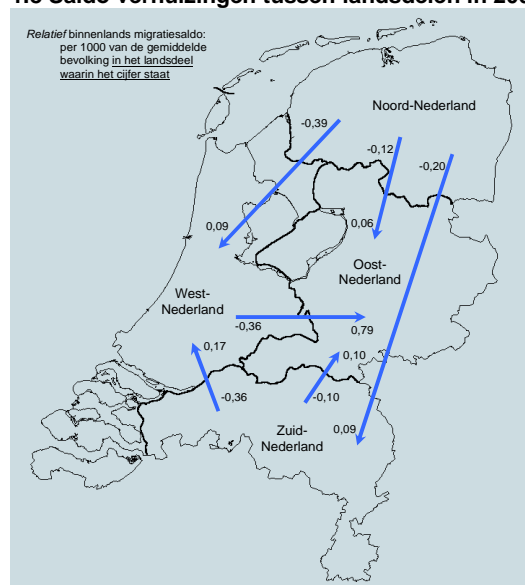 Relatief binnenlands migratiesaldo:
per 1000 van de gemiddelde
bevolking in het landsdeel
waarin het cijfer staat
Noord-Nederland
-0,39
-0,12
-0,20
0,09
0,06
Oost-
Nederland
West-
Nederland
-0,36
0,79
0,17
0,10
-0,36
-0,10
Zuid-
Nederland
0,09